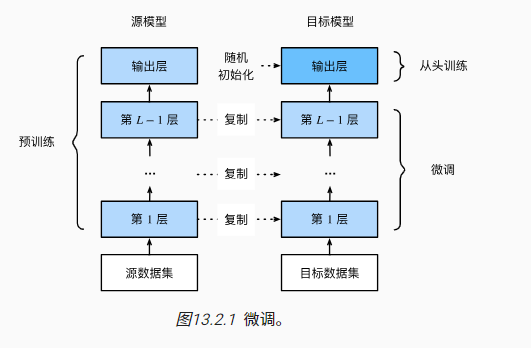 源模型
目标模型
输出层
随机
初始化
输出层
从头训练
第 L − 1 层
复制
第 L − 1 层
预训练
...
复制
...
微调
第 1 层
复制
第 1 层
源数据集
目标数据集
图13.2.1 微调。